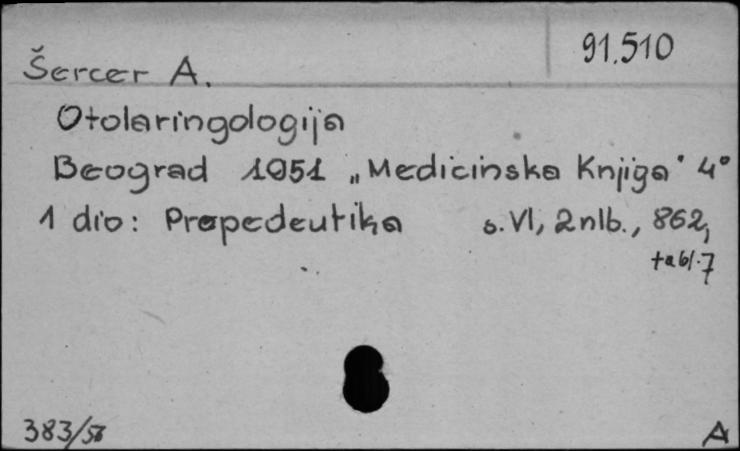 91.510
Šercer A.
Otolaringologija
Beograd 1951 „Medicinska Knjiga" 4°
1 dio: Propedeutika s. VI, 2 nlb., 862,
tabl. 7
383/58
A